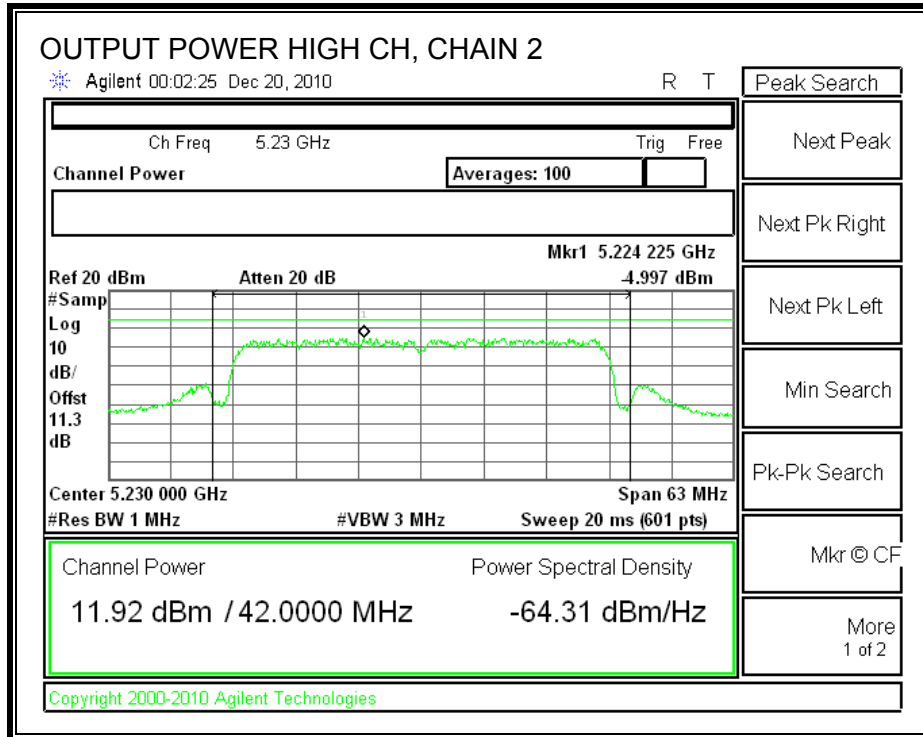 OUTPUT POWER HIGH CH, CHAIN 2
Agilent 00:02:25 Dec 20, 2010 R T
Peak Search
Ch Freq 5.23 GHz Trig Free
Next Peak
Channel Power Averages: 100
Next Pk Right
Mkr1 5.224 225 GHz
Ref 20 dBm Atten 20 dB -4.997 dBm
#Samp
Log
10
dB/
Offst
11.3
dB
1
Next Pk Left
Min Search
Pk-Pk Search
Center 5.230 000 GHz Span 63 MHz
#Res BW 1 MHz #VBW 3 MHz Sweep 20 ms (601 pts)
Mkr © CF
Channel Power Power Spectral Density
11.92 dBm / 42.0000 MHz -64.31 dBm/Hz
More
1 of 2
Copyright 2000-2010 Agilent Technologies